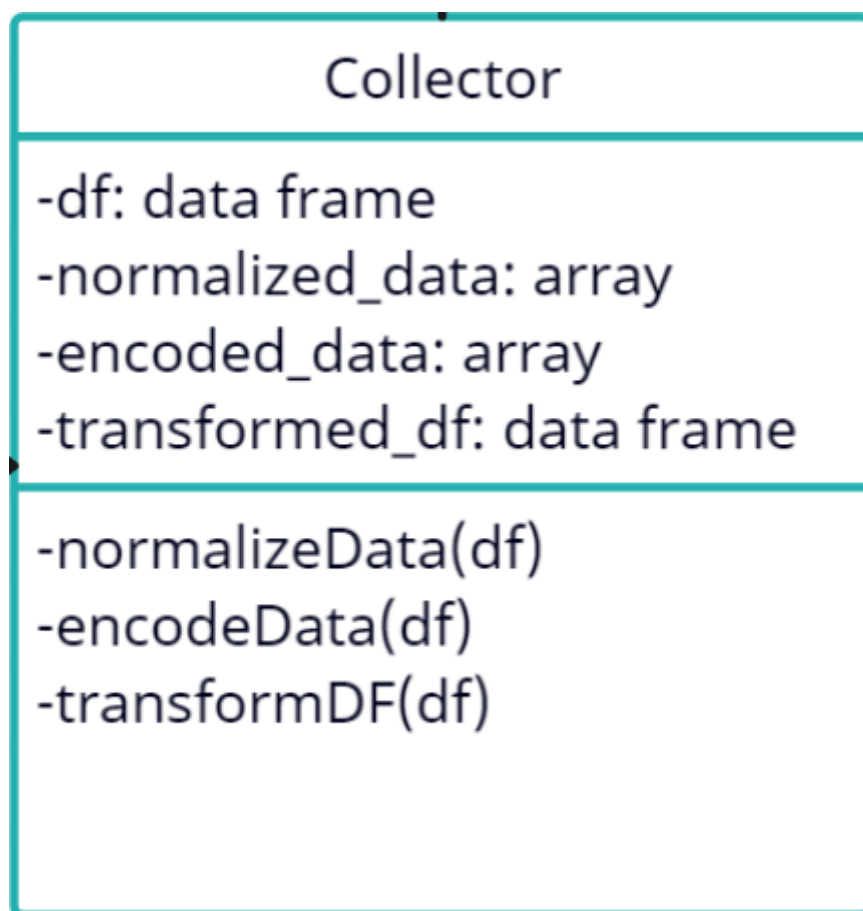 Collector
-df: data frame
-normalized_data: array
-encoded_data: array
-transformed_df: data frame
-normalizeData(df)
-encodeData(df)
-transformDF(df)